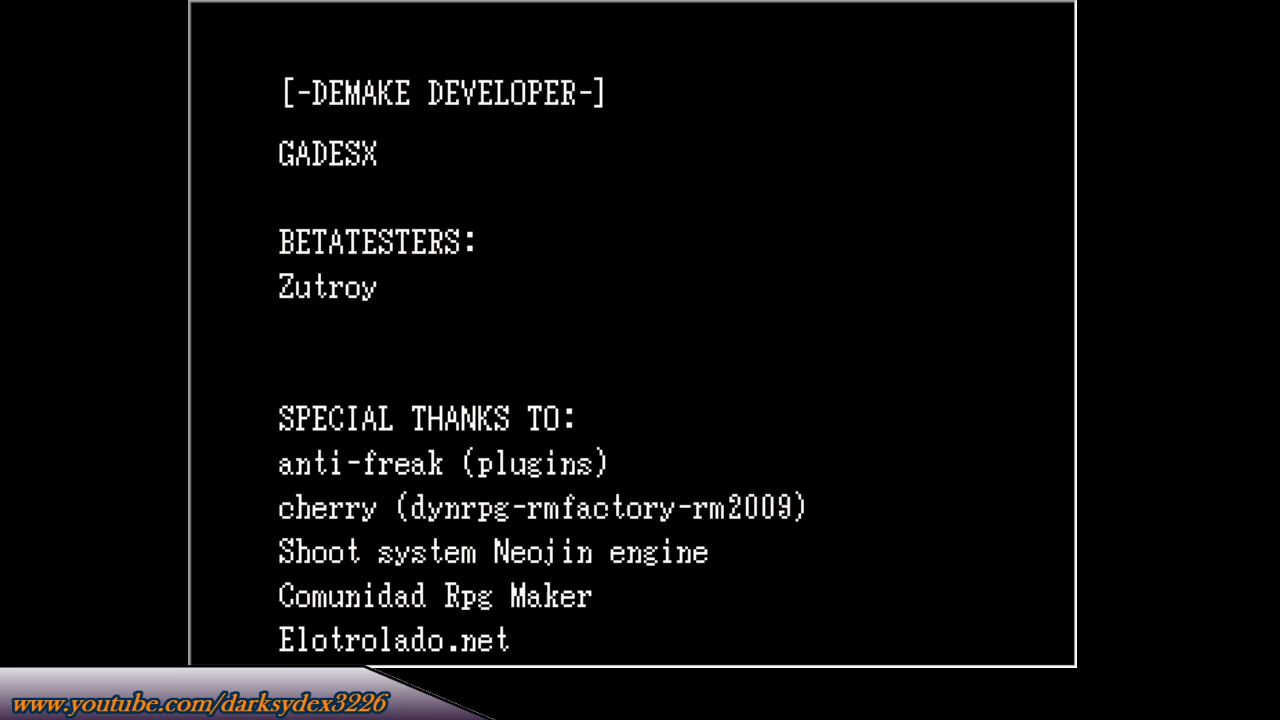 [-DEMAKE DEVELOPER-]
GADESX
BETATESTERS:
Zutroy
SPECIAL THANKS TO:
anti-freak (plugins)
cherry (dynrpg-rmfactory-rm2009)
Shoot system Neojin engine
Comunidad Rpg Maker
Elotrolado.net
www.youtube.com/darksydex3226